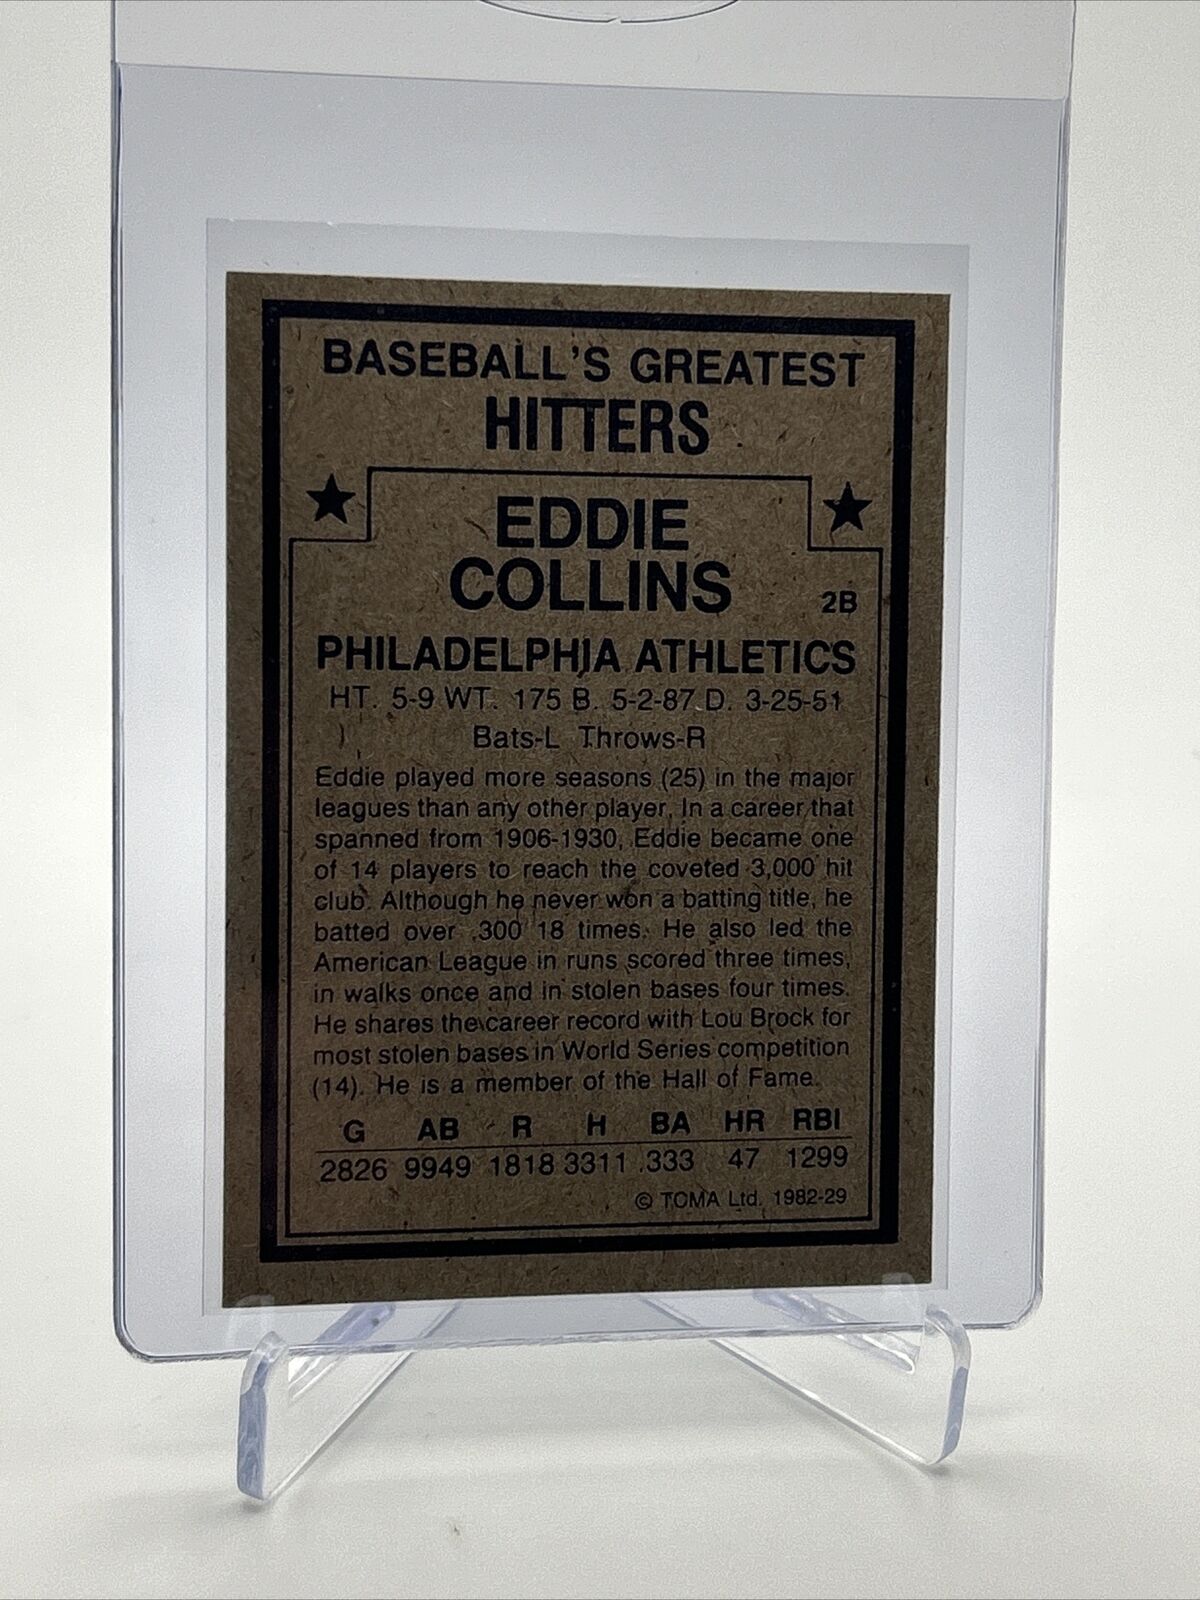 BASEBALL'S GREATEST
HITTERS
EDDIE
COLLINS
2B
PHILADELPHIA ATHLETICS
HT. 5-9 WT. 175 B. 5-2-87 D. 3-25-51
Bats-L Throws-R
Eddie played more seasons (25) in the major
leagues than any other player. In a career that
spanned from 1906-1930, Eddie became one
of 14 players to reach the coveted 3,000 hit
club. Although he never won a batting title, he
batted over .300 18 times. He also led the
American League in runs scored three times,
in walks once and in stolen bases four times.
He shares the career record with Lou Brock for
most stolen bases in World Series competition
(14). He is a member of the Hall of Fame.
G AB R H BA HR RBI
2826 9949 1818 3311 .333 47 1299
© TCMA Ltd. 1982-29